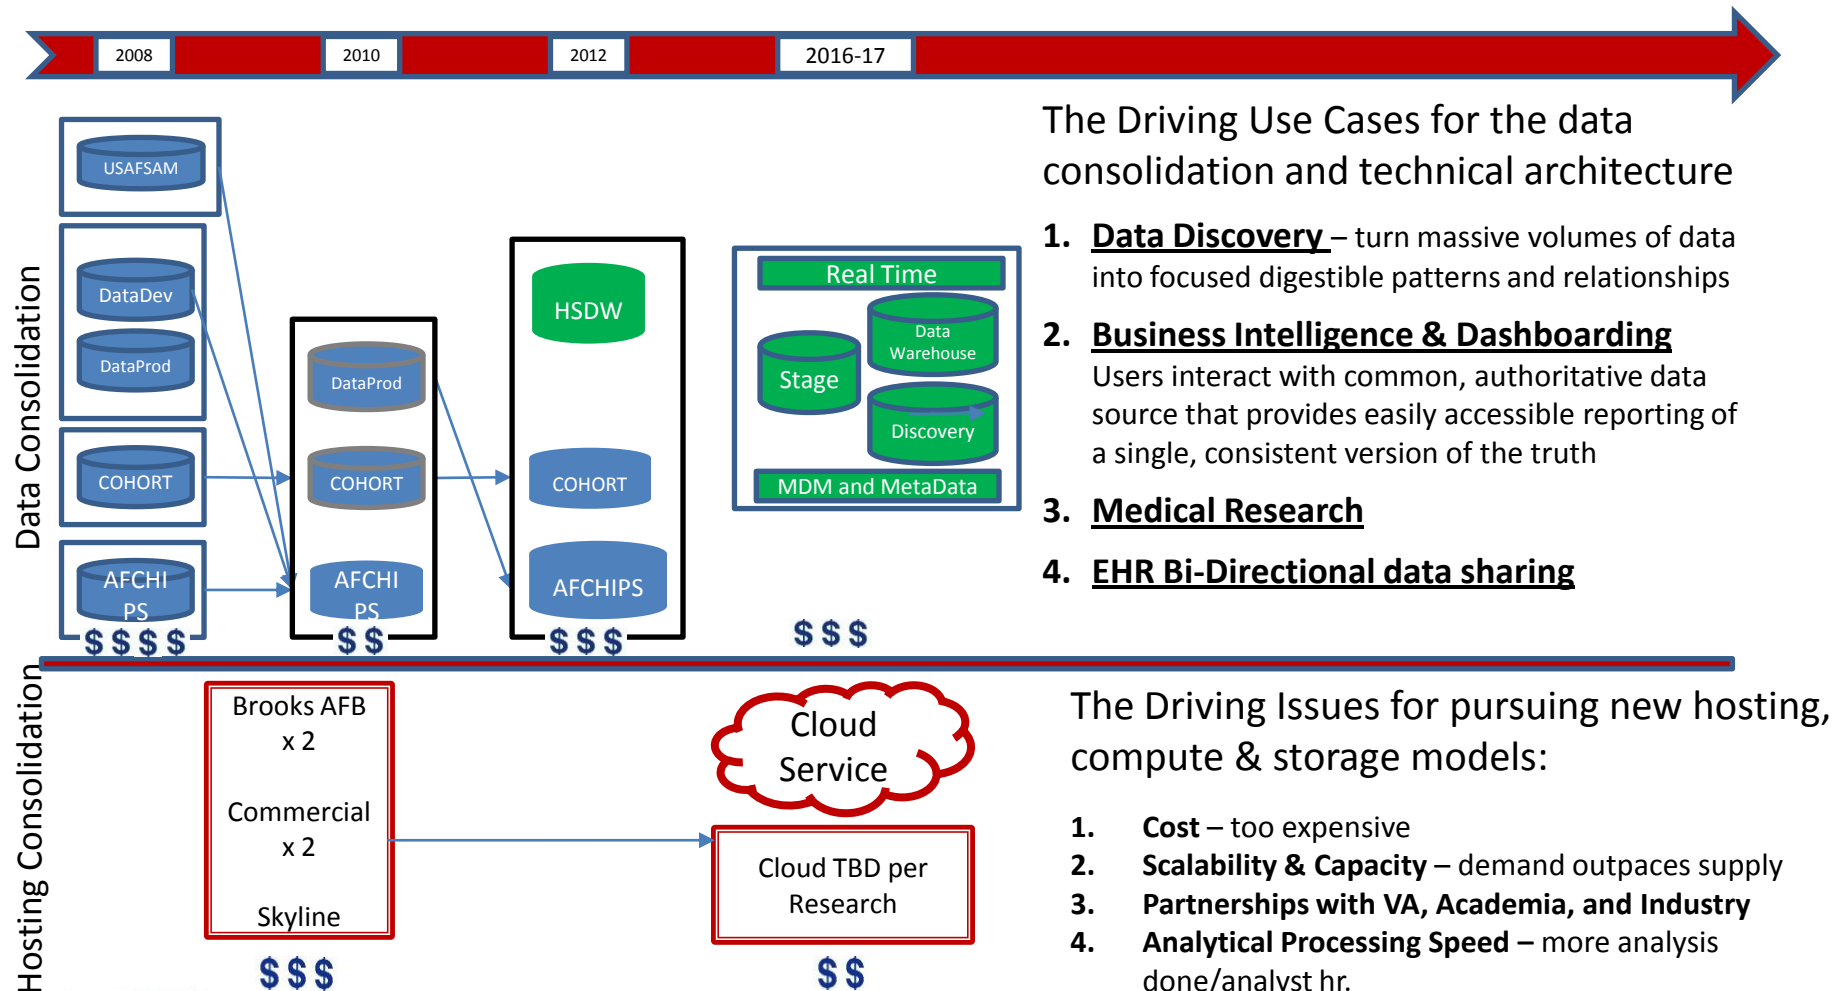 2008
2010
2012
2016-17
Data Consolidation
USAFSAM
DataDev
DataProd
COHORT
AFCHI
PS
$ $ $ $
DataProd
COHORT
AFCHI
PS
$ $
HSDW
COHORT
AFCHIPS
$ $ $
Real Time
Data
Warehouse
Stage
Discovery
MDM and MetaData
$ $ $
The Driving Use Cases for the data
consolidation and technical architecture
1. Data Discovery – turn massive volumes of data
into focused digestible patterns and relationships
2. Business Intelligence & Dashboarding
Users interact with common, authoritative data
source that provides easily accessible reporting of
a single, consistent version of the truth
3. Medical Research
4. EHR Bi-Directional data sharing
Hosting Consolidation
Brooks AFB
x 2
Commercial
x 2
Skyline
$ $ $
Cloud
Service
Cloud TBD per
Research
$ $
The Driving Issues for pursuing new hosting,
compute & storage models:
1. Cost – too expensive
2. Scalability & Capacity – demand outpaces supply
3. Partnerships with VA, Academia, and Industry
4. Analytical Processing Speed – more analysis
done/analyst hr.